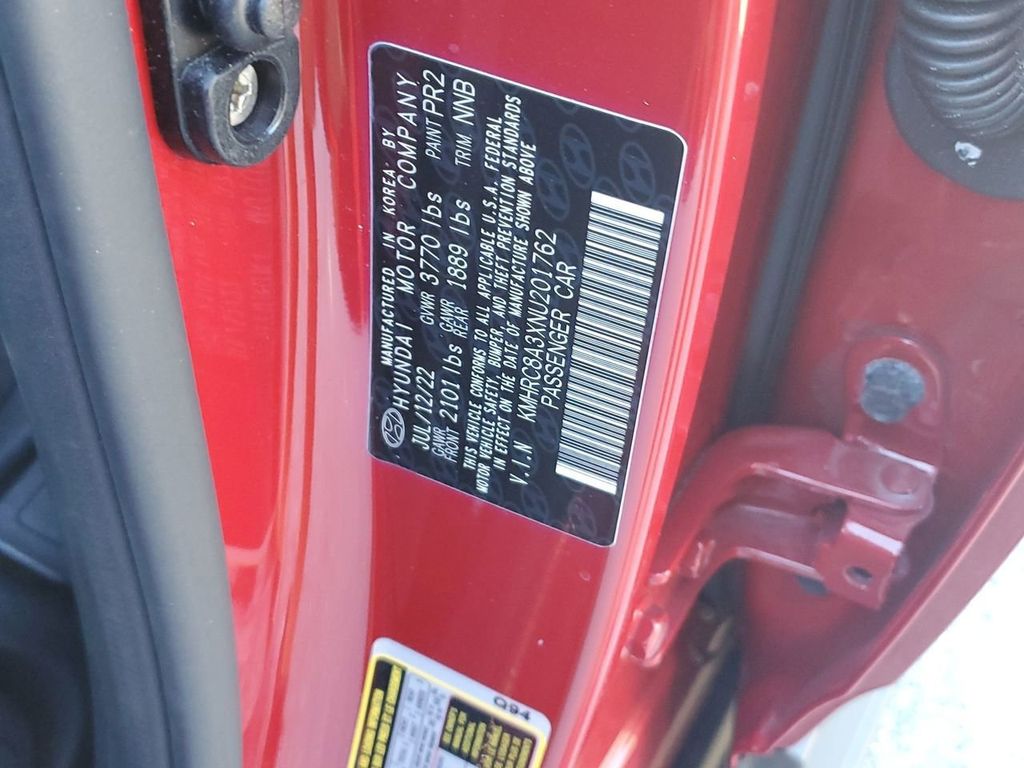 MANUFACTURED IN KOREA BY
HYUNDAI MOTOR COMPANY
JUL/12/22 GVWR 3770 lbs PAINT PR2
GAWR FRONT 2101 lbs GAWR REAR 1889 lbs TRIM NNB
THIS VEHICLE CONFORMS TO ALL APPLICABLE U.S.A. FEDERAL
MOTOR VEHICLE SAFETY, BUMPER, AND THEFT PREVENTION STANDARDS
IN EFFECT ON THE DATE OF MANUFACTURE SHOWN ABOVE
V.I.N KMHRC8A3XNU201762
PASSENGER CAR
Q94